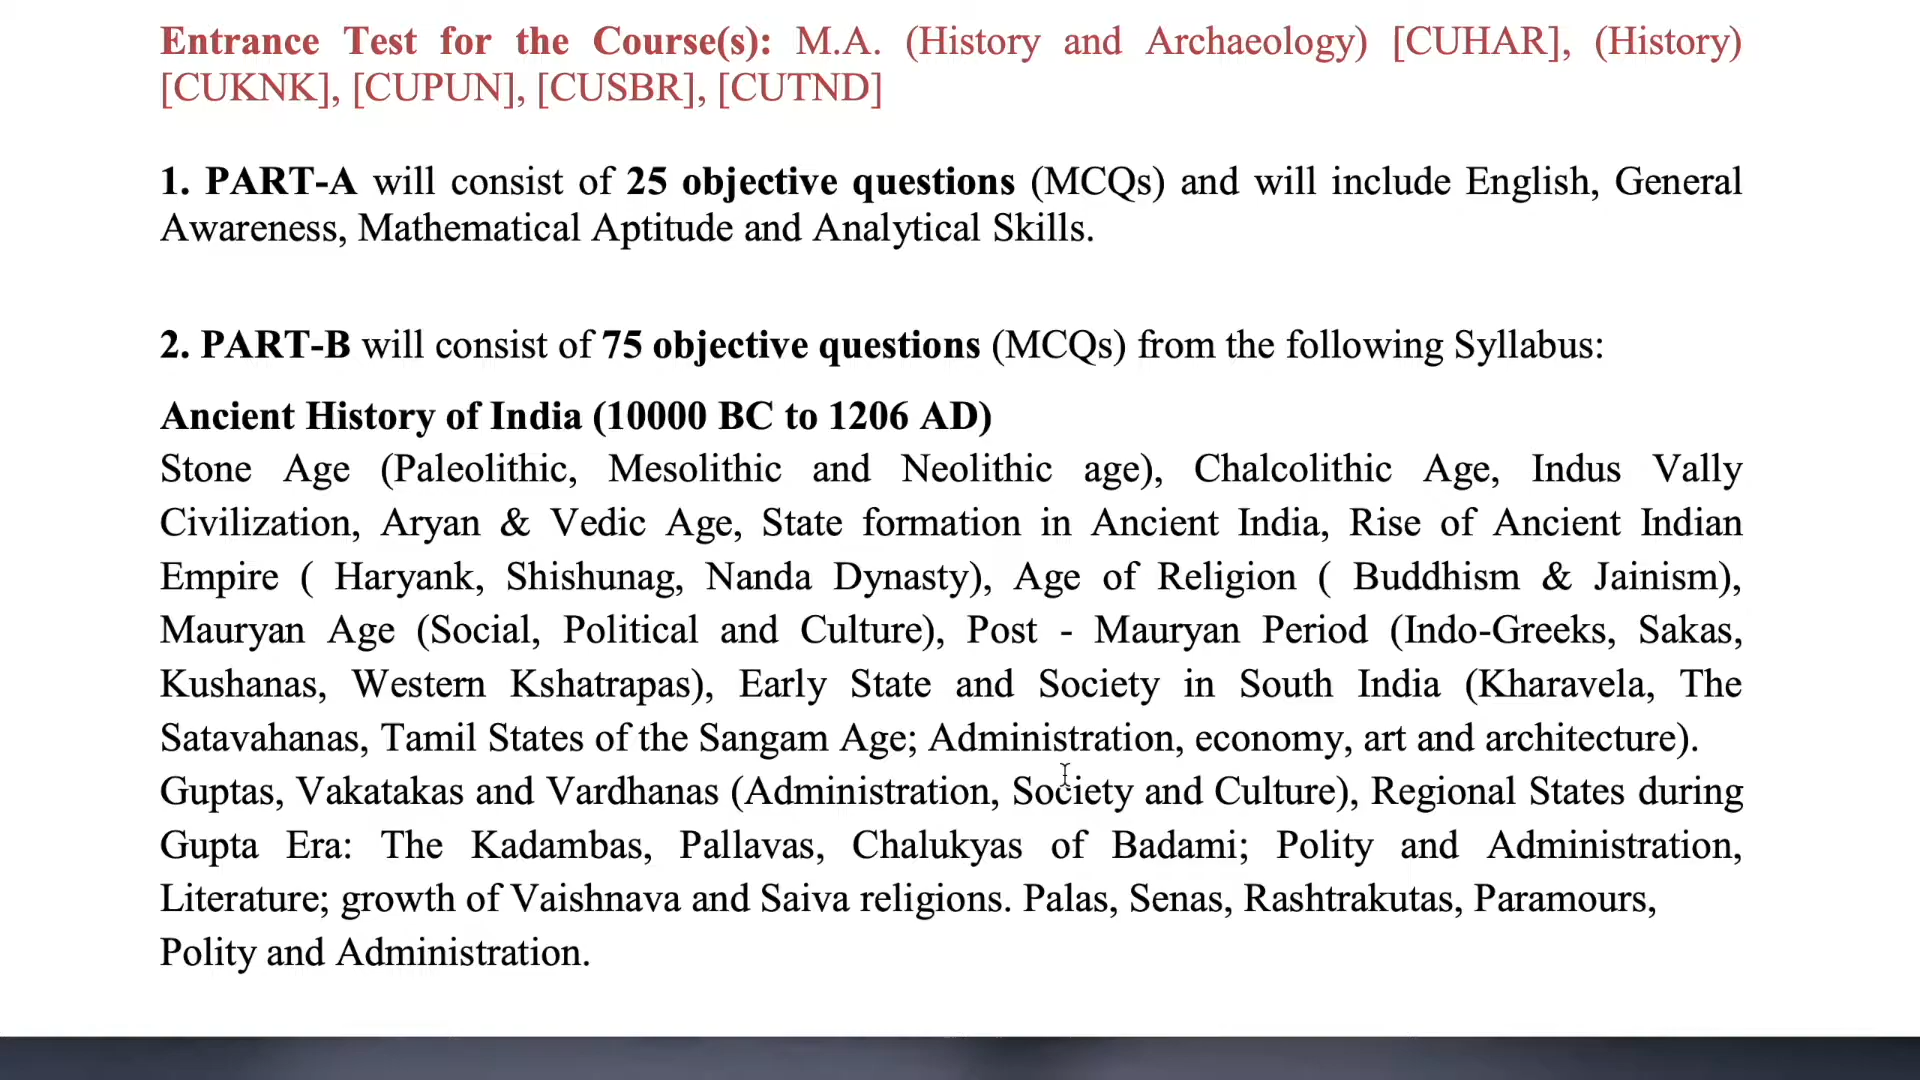 Entrance Test for the Course(s): M.A. (History and Archaeology) [CUHAR], (History)
[CUKNK], [CUPUN], [CUSBR], [CUTND]
1. PART-A will consist of 25 objective questions (MCQs) and will include English, General
Awareness, Mathematical Aptitude and Analytical Skills.
2. PART-B will consist of 75 objective questions (MCQs) from the following Syllabus:
Ancient History of India (10000 BC to 1206 AD)
Stone Age (Paleolithic, Mesolithic and Neolithic age), Chalcolithic Age, Indus Vally
Civilization, Aryan & Vedic Age, State formation in Ancient India, Rise of Ancient Indian
Empire ( Haryank, Shishunag, Nanda Dynasty), Age of Religion ( Buddhism & Jainism),
Mauryan Age (Social, Political and Culture), Post - Mauryan Period (Indo-Greeks, Sakas,
Kushanas, Western Kshatrapas), Early State and Society in South India (Kharavela, The
Satavahanas, Tamil States of the Sangam Age; Administration, economy, art and architecture).
Guptas, Vakatakas and Vardhanas (Administration, Society and Culture), Regional States during
Gupta Era: The Kadambas, Pallavas, Chalukyas of Badami; Polity and Administration,
Literature; growth of Vaishnava and Saiva religions. Palas, Senas, Rashtrakutas, Paramours,
Polity and Administration.